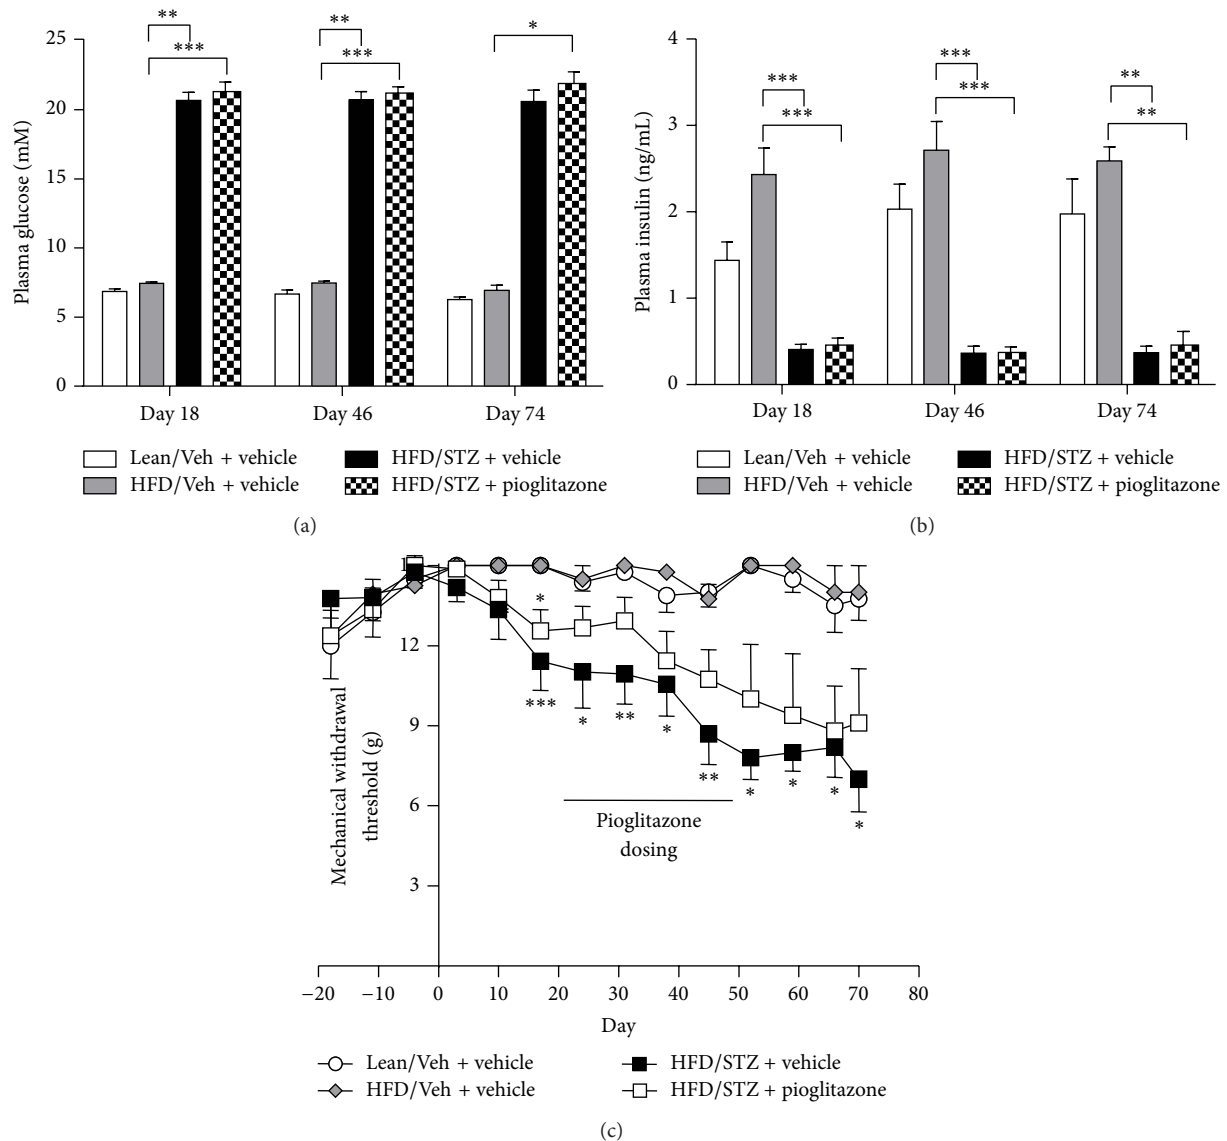 25
20
15
10
5
0
Plasma glucose (mM)
**
***
**
***
*
Day 18
Day 46
Day 74
Lean/Veh + vehicle
HFD/Veh + vehicle
HFD/STZ + vehicle
HFD/STZ + pioglitazone
(a)
4
3
2
1
0
Plasma insulin (ng/mL)
***
***
***
***
**
**
Day 18
Day 46
Day 74
Lean/Veh + vehicle
HFD/Veh + vehicle
HFD/STZ + vehicle
HFD/STZ + pioglitazone
(b)
12
9
6
3
Mechanical withdrawal
threshold (g)
*
***
*
**
*
**
*
*
*
*
Pioglitazone
dosing
−20
−10
0
10
20
30
40
50
60
70
80
Day
Lean/Veh + vehicle
HFD/Veh + vehicle
HFD/STZ + vehicle
HFD/STZ + pioglitazone
(c)